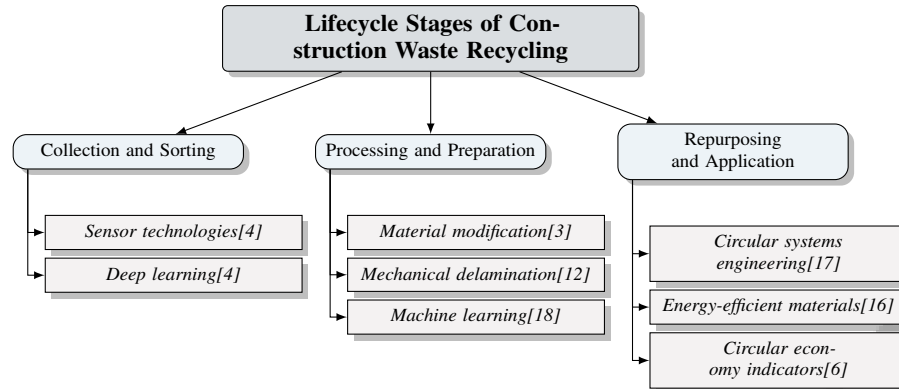 Lifecycle Stages of Con-
struction Waste Recycling
Collection and Sorting
Sensor technologies[4]
Deep learning[4]
Processing and Preparation
Material modification[3]
Mechanical delamination[12]
Machine learning[18]
Repurposing
and Application
Circular systems
engineering[17]
Energy-efficient materials[16]
Circular econ-
omy indicators[6]